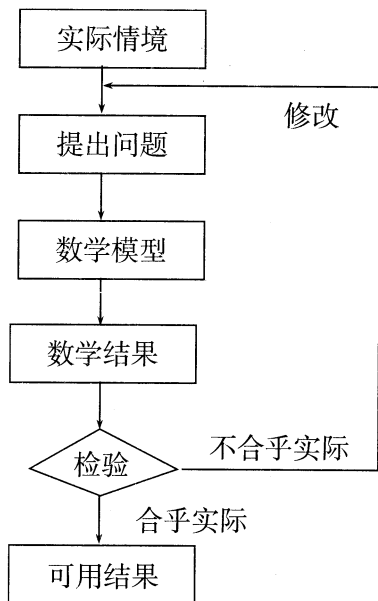 实际情境
修改
提出问题
数学模型
数学结果
不合乎实际
检验
合乎实际
可用结果